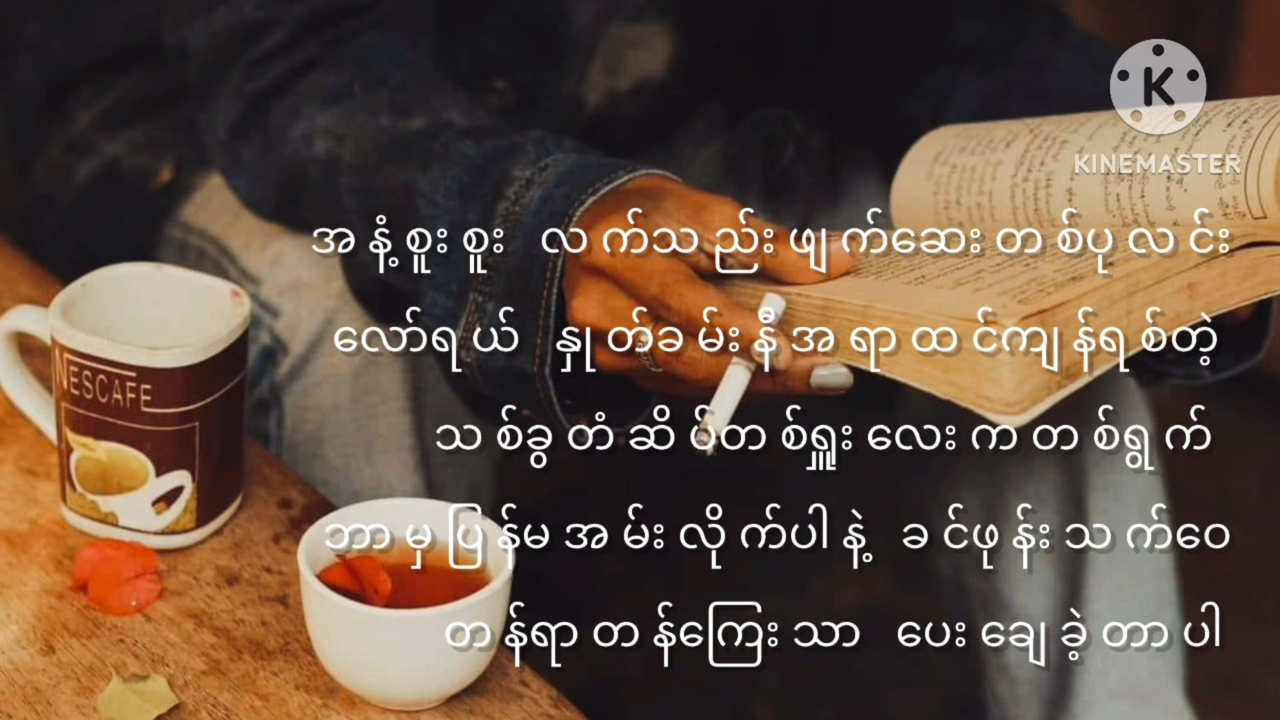 KINEMASTER
အနံ့စူးစူး လက်သည်းဖျက်ဆေးတစ်ပုလင်း
လော်ရယ် နှုတ်ခမ်းနီအရာထင်ကျန်ရစ်တဲ့
သစ်ခွတံဆိပ်တစ်ရှူးလေးကတစ်ရွက်
ဘာမှပြန်မအမ်းလိုက်ပါနဲ့ ခင်ဖုန်းသက်ဝေ
တန်ရာတန်ကြေးသာ ပေးချေခဲ့တာပါ
NESCAFE